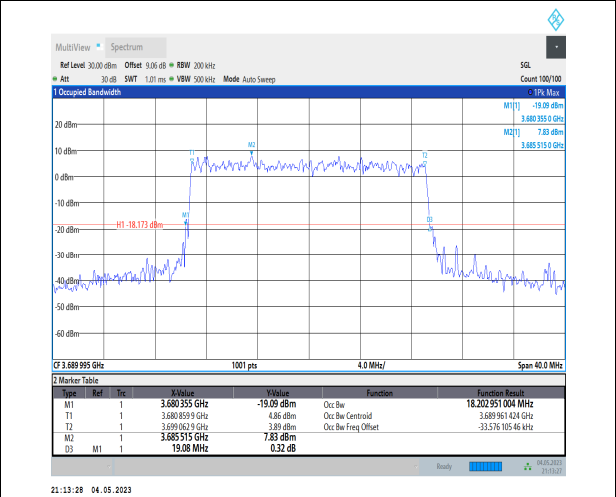 MultiView Spectrum
Ref Level 30.00 dBm Offset 9.06 dB RBW 200 kHz SGL
Att 30 dB SWT 1.01 ms VBW 500 kHz Mode Auto Sweep Count 100/100
1 Occupied Bandwidth 1Pk Max
M1[1] -19.09 dBm
3.680 355 0 GHz
M2[1] 7.83 dBm
3.685 515 0 GHz
20 dBm
10 dBm
0 dBm
-10 dBm
-20 dBm
-30 dBm
-40 dBm
-50 dBm
-60 dBm
T1
M2
T2
M1
D3
H1 -18.173 dBm
CF 3.689 995 GHz 1001 pts 4.0 MHz/ Span 40.0 MHz
2 Marker Table
Type Ref Trc X-Value Y-Value Function Function Result
M1 1 3.680 355 GHz -19.09 dBm Occ Bw 18.202 951 004 MHz
T1 1 3.680 859 9 GHz 4.86 dBm Occ Bw Centroid 3.689 961 424 GHz
T2 1 3.699 062 9 GHz 3.89 dBm Occ Bw Freq Offset -33.576 105 46 kHz
M2 1 3.685 515 GHz 7.83 dBm
D3 M1 1 19.08 MHz 0.32 dB
Ready 04.05.2023
21:13:27
21:13:28 04.05.2023